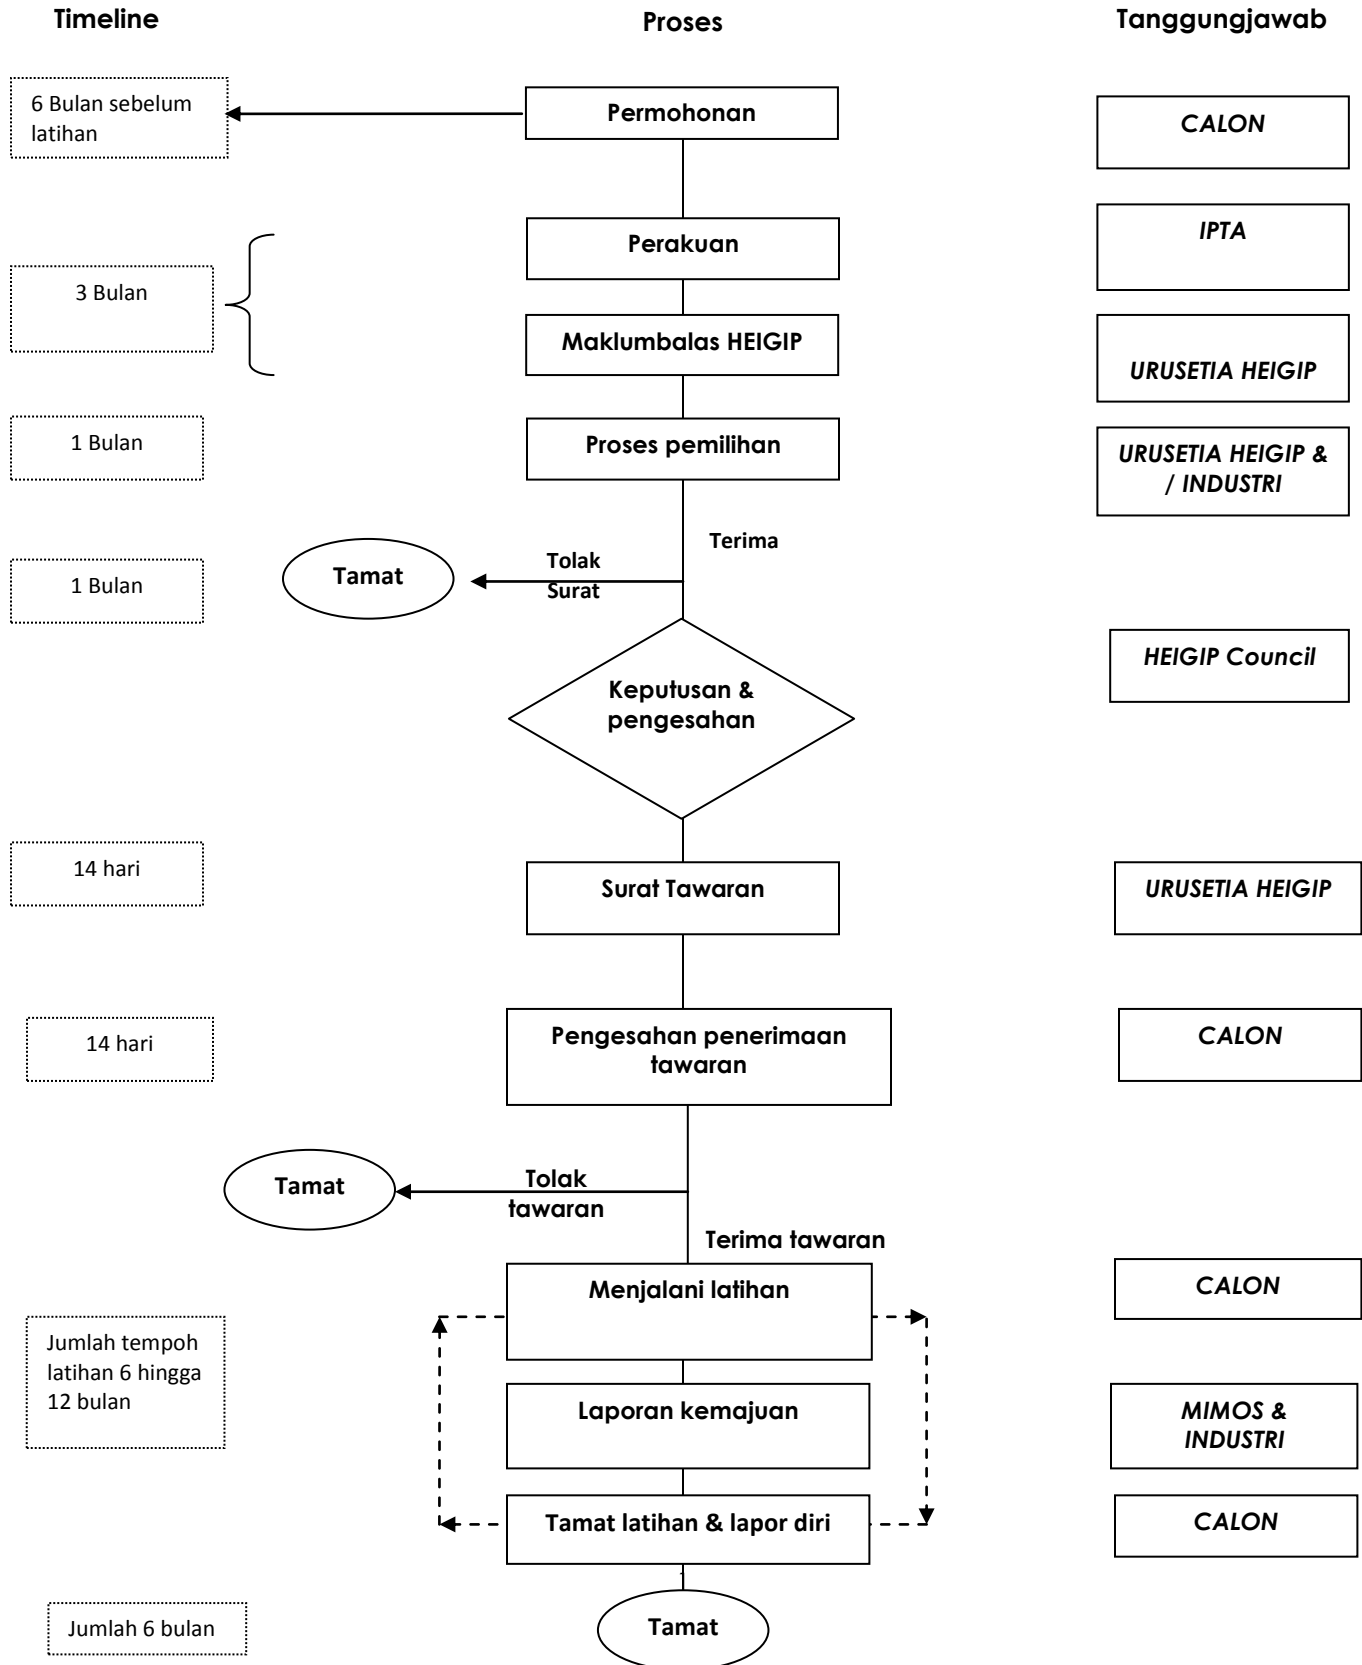 Timeline
Proses
Tanggungjawab
6 Bulan sebelum
latihan
Permohonan
CALON
Perakuan
IPTA
3 Bulan
Maklumbalas HEIGIP
URUSETIA HEIGIP
1 Bulan
Proses pemilihan
URUSETIA HEIGIP &
/ INDUSTRI
Terima
Tolak
Surat
Tamat
1 Bulan
HEIGIP Council
Keputusan &
pengesahan
14 hari
Surat Tawaran
URUSETIA HEIGIP
14 hari
Pengesahan penerimaan
tawaran
CALON
Tamat
Tolak
tawaran
Terima tawaran
Menjalani latihan
CALON
Jumlah tempoh
latihan 6 hingga
12 bulan
Laporan kemajuan
MIMOS &
INDUSTRI
Tamat latihan & lapor diri
CALON
Jumlah 6 bulan
Tamat